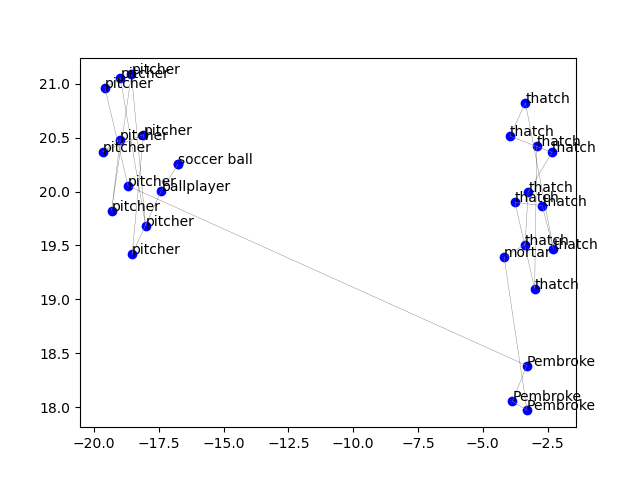 21.0
20.5
20.0
19.5
19.0
18.5
18.0
−20.0 −17.5 −15.0 −12.5 −10.0 −7.5 −5.0 −2.5
pitcher
pitcher
pitcher
pitcher
pitcher
pitcher
soccer ball
pitcher
ballplayer
pitcher
pitcher
pitcher
thatch
thatch
thatch
thatch
thatch
thatch
thatch
thatch
thatch
mortar
thatch
Pembroke
Pembroke
Pembroke